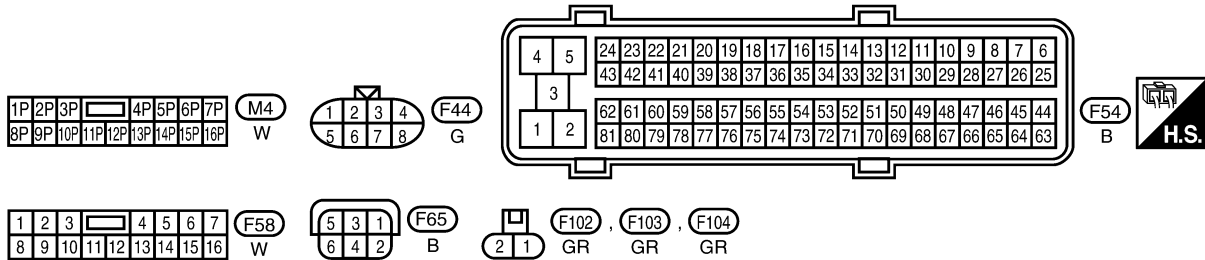 4 5 24 23 22 21 20 19 18 17 16 15 14 13 12 11 10 9 8 7 6
43 42 41 40 39 38 37 36 35 34 33 32 31 30 29 28 27 26 25
3
1 2 62 61 60 59 58 57 56 55 54 53 52 51 50 49 48 47 46 45 44
81 80 79 78 77 76 75 74 73 72 71 70 69 68 67 66 65 64 63
F54
B
H.S.
1P 2P 3P 4P 5P 6P 7P
8P 9P 10P 11P 12P 13P 14P 15P 16P
M4
W
1 2 3 4
5 6 7 8
F44
G
1 2 3 4 5 6 7
8 9 10 11 12 13 14 15 16
F58
W
5 3 1
6 4 2
F65
B
2 1
F102 , F103 , F104
GR GR GR